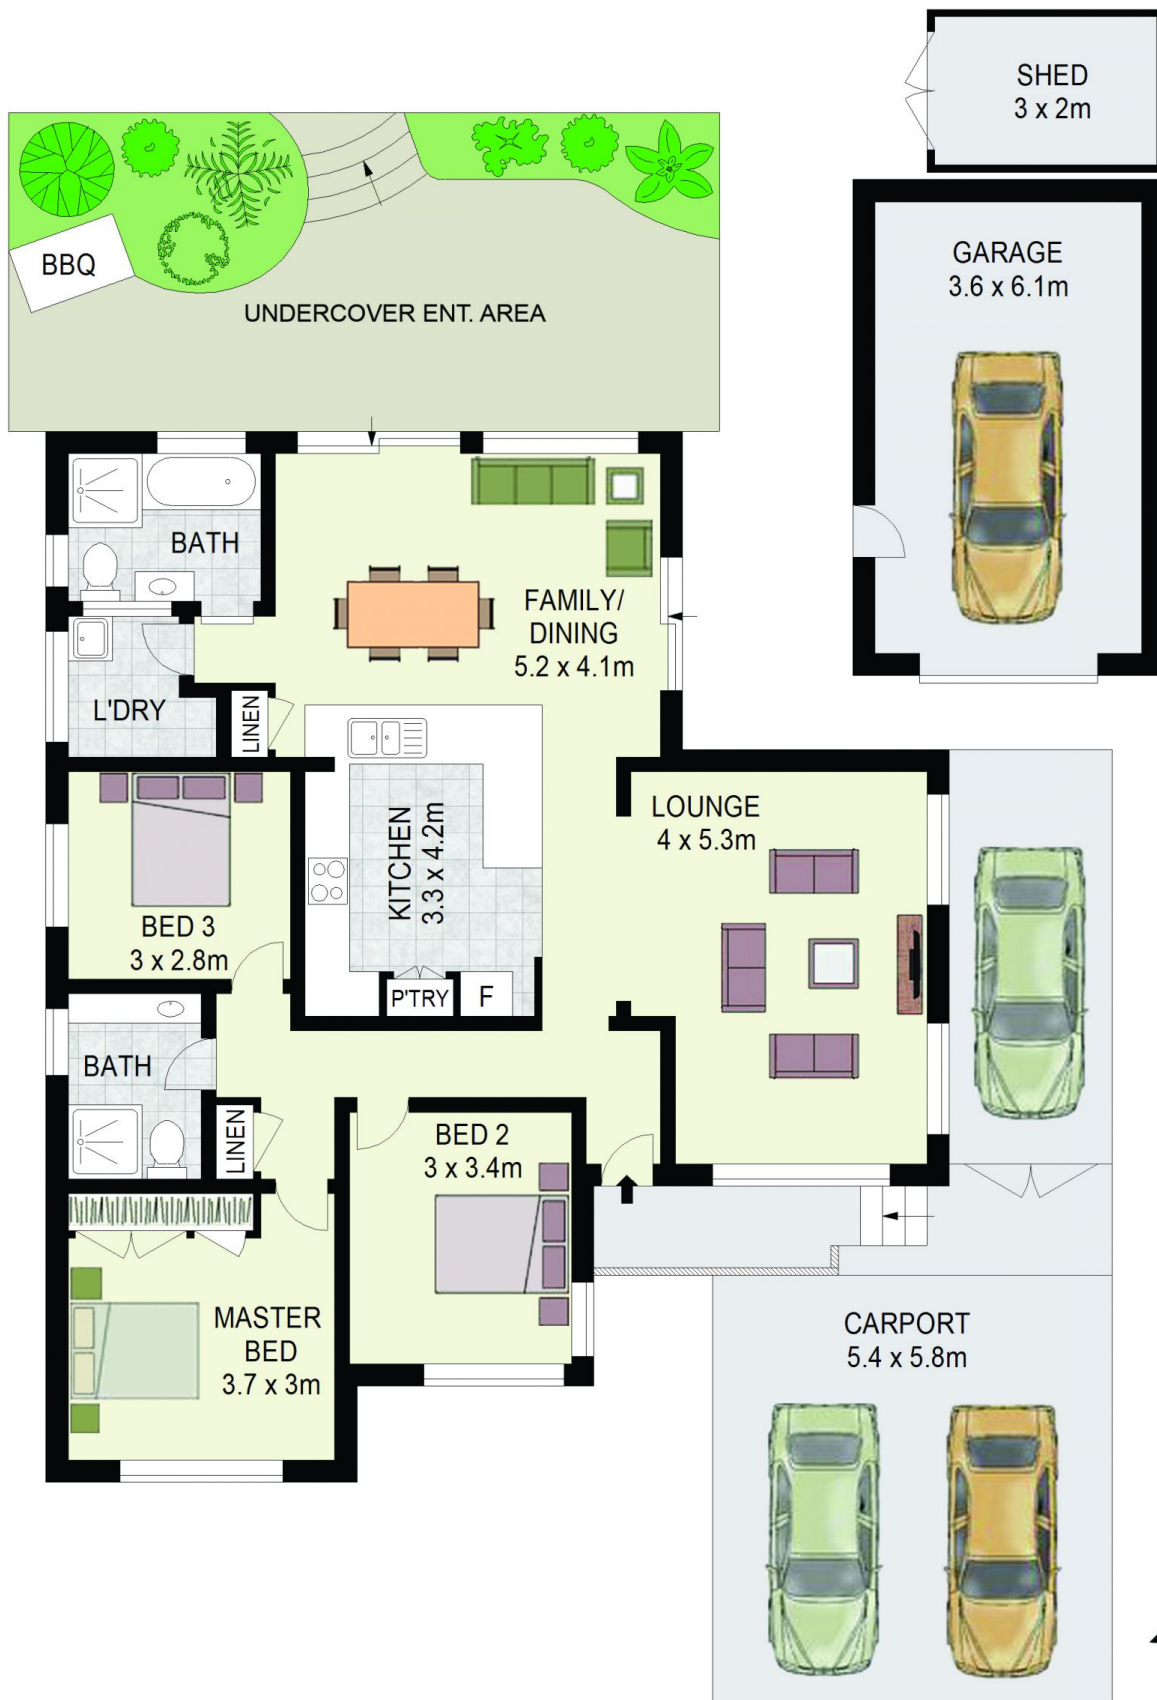 SHED
3 x 2m
GARAGE
3.6 x 6.1m
BBQ
UNDERCOVER ENT. AREA
BATH
FAMILY/
DINING
5.2 x 4.1m
L'DRY
LINEN
KITCHEN
3.3 x 4.2m
LOUNGE
4 x 5.3m
BED 3
3 x 2.8m
P'TRY
F
BATH
LINEN
BED 2
3 x 3.4m
MASTER
BED
3.7 x 3m
CARPORT
5.4 x 5.8m